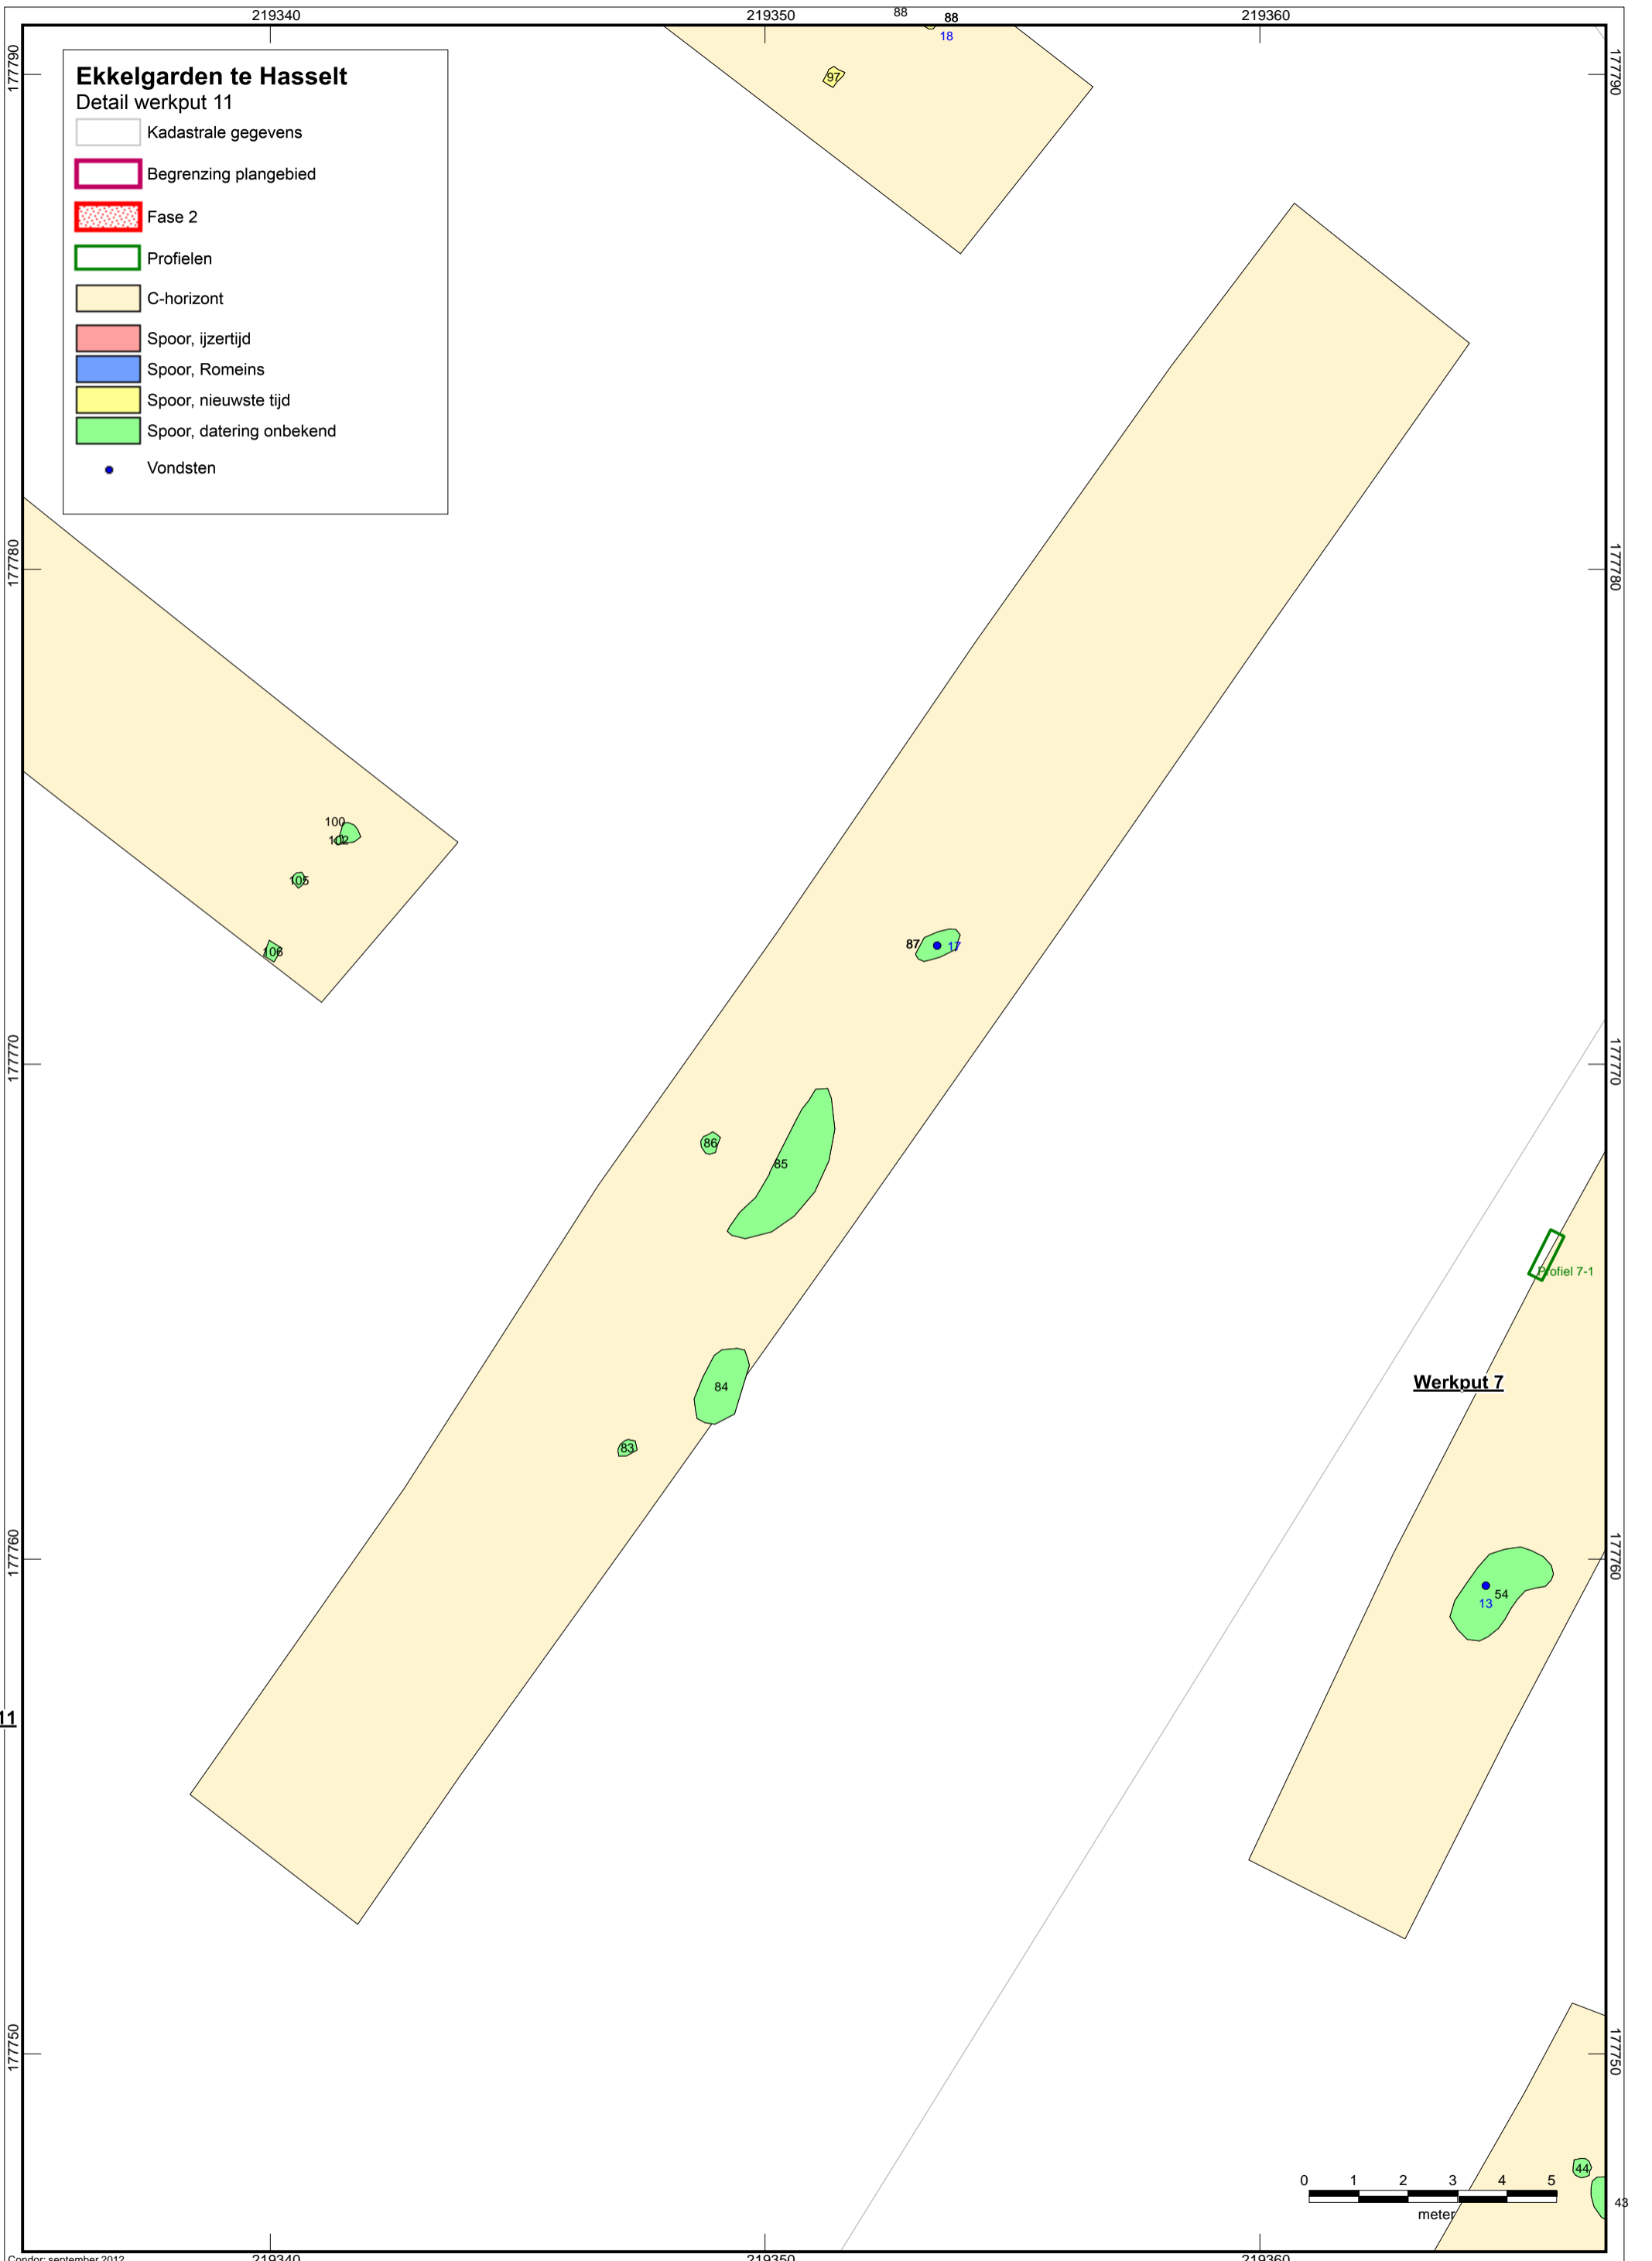 219340
219350
88
88
219360
18
177790
177790
97
Ekkelgarden te Hasselt
Detail werkput 11
Kadastrale gegevens
Begrenzing plangebied
Fase 2
Profielen
C-horizont
Spoor, ijzertijd
Spoor, Romeins
Spoor, nieuwste tijd
Spoor, datering onbekend
Vondsten
177780
177780
100
102
105
106
87
17
177770
177770
86
85
Profiel 7-1
84
Werkput 7
83
177760
177760
54
13
11
177750
177750
44
43
0 1 2 3 4 5
meter
219340
219350
219360
Condor: september 2012